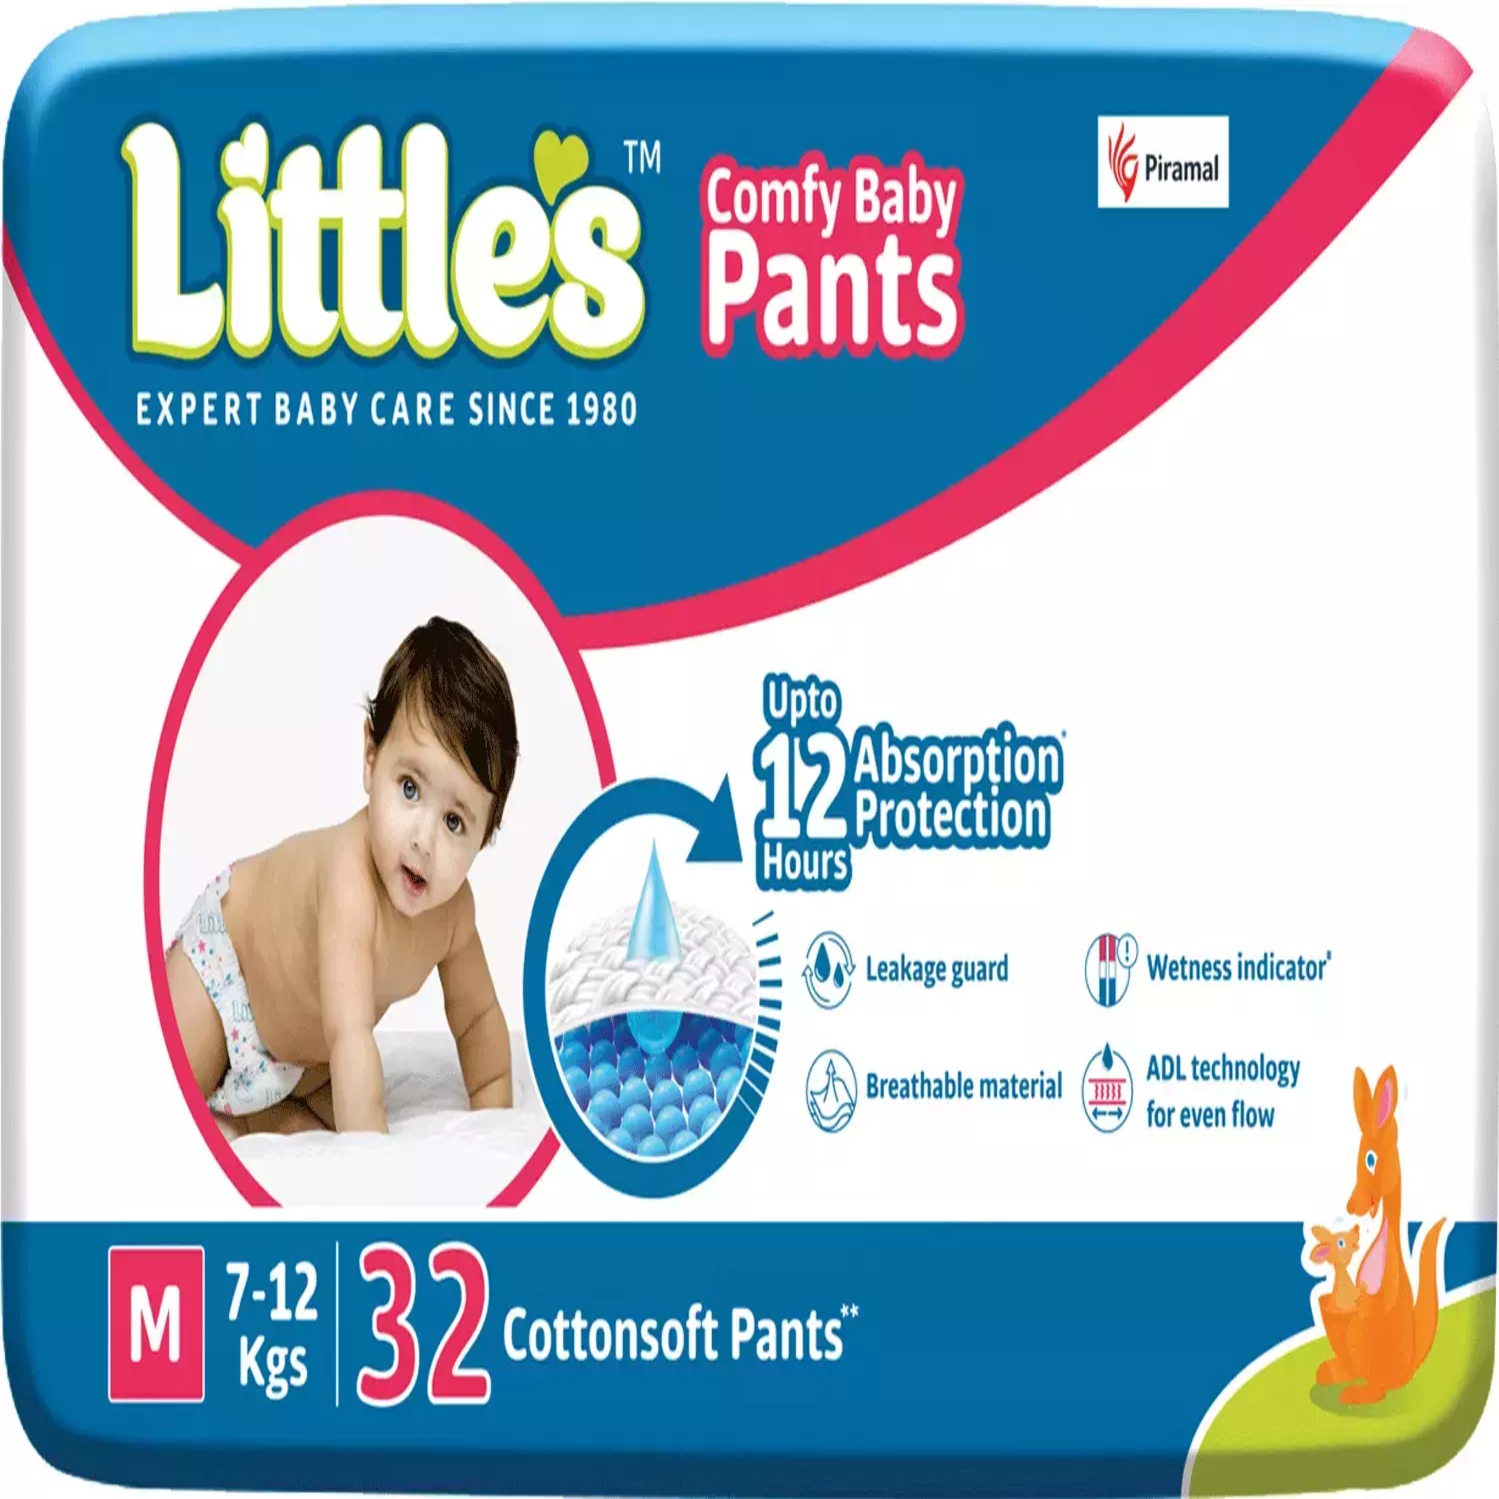 Little's™
Comfy Baby
Pants
Piramal
EXPERT BABY CARE SINCE 1980
Upto
12
Hours
Absorption*
Protection
Leakage guard
Wetness indicator*
Breathable material
ADL technology
for even flow
M
7-12
Kgs
32
Cottonsoft Pants**